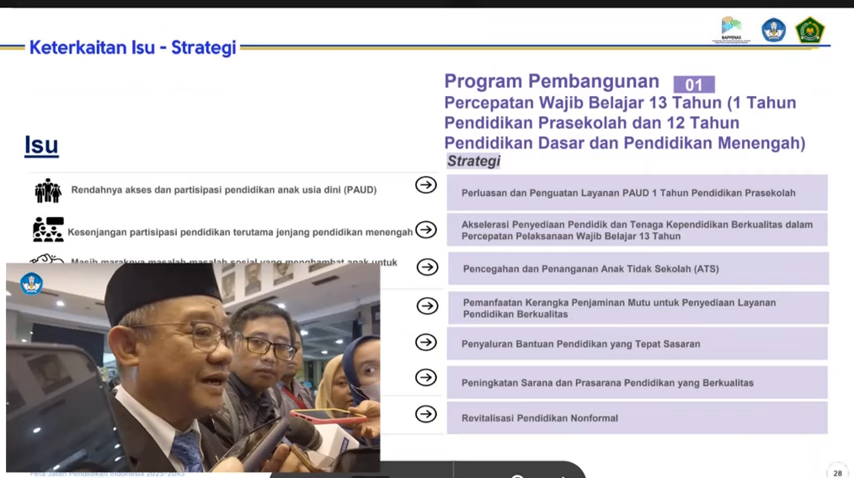 Keterkaitan Isu - Strategi
BAPPENAS
Program Pembangunan 01
Percepatan Wajib Belajar 13 Tahun (1 Tahun
Pendidikan Prasekolah dan 12 Tahun
Pendidikan Dasar dan Pendidikan Menengah)
Isu
Strategi
Rendahnya akses dan partisipasi pendidikan anak usia dini (PAUD)
Perluasan dan Penguatan Layanan PAUD 1 Tahun Pendidikan Prasekolah
Kesenjangan partisipasi pendidikan terutama jenjang pendidikan menengah
Akselerasi Penyediaan Pendidik dan Tenaga Kependidikan Berkualitas dalam
Percepatan Pelaksanaan Wajib Belajar 13 Tahun
Masih maraknya masalah-masalah sosial yang menghambat anak untuk
Pencegahan dan Penanganan Anak Tidak Sekolah (ATS)
Pemanfaatan Kerangka Penjaminan Mutu untuk Penyediaan Layanan
Pendidikan Berkualitas
Penyaluran Bantuan Pendidikan yang Tepat Sasaran
Peningkatan Sarana dan Prasarana Pendidikan yang Berkualitas
Revitalisasi Pendidikan Nonformal
Peta Jalan Pendidikan Indonesia
28